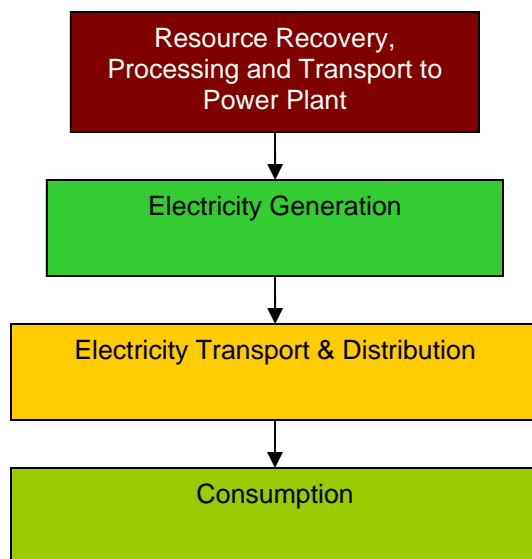 Resource Recovery,
Processing and Transport to
Power Plant
Electricity Generation
Electricity Transport & Distribution
Consumption